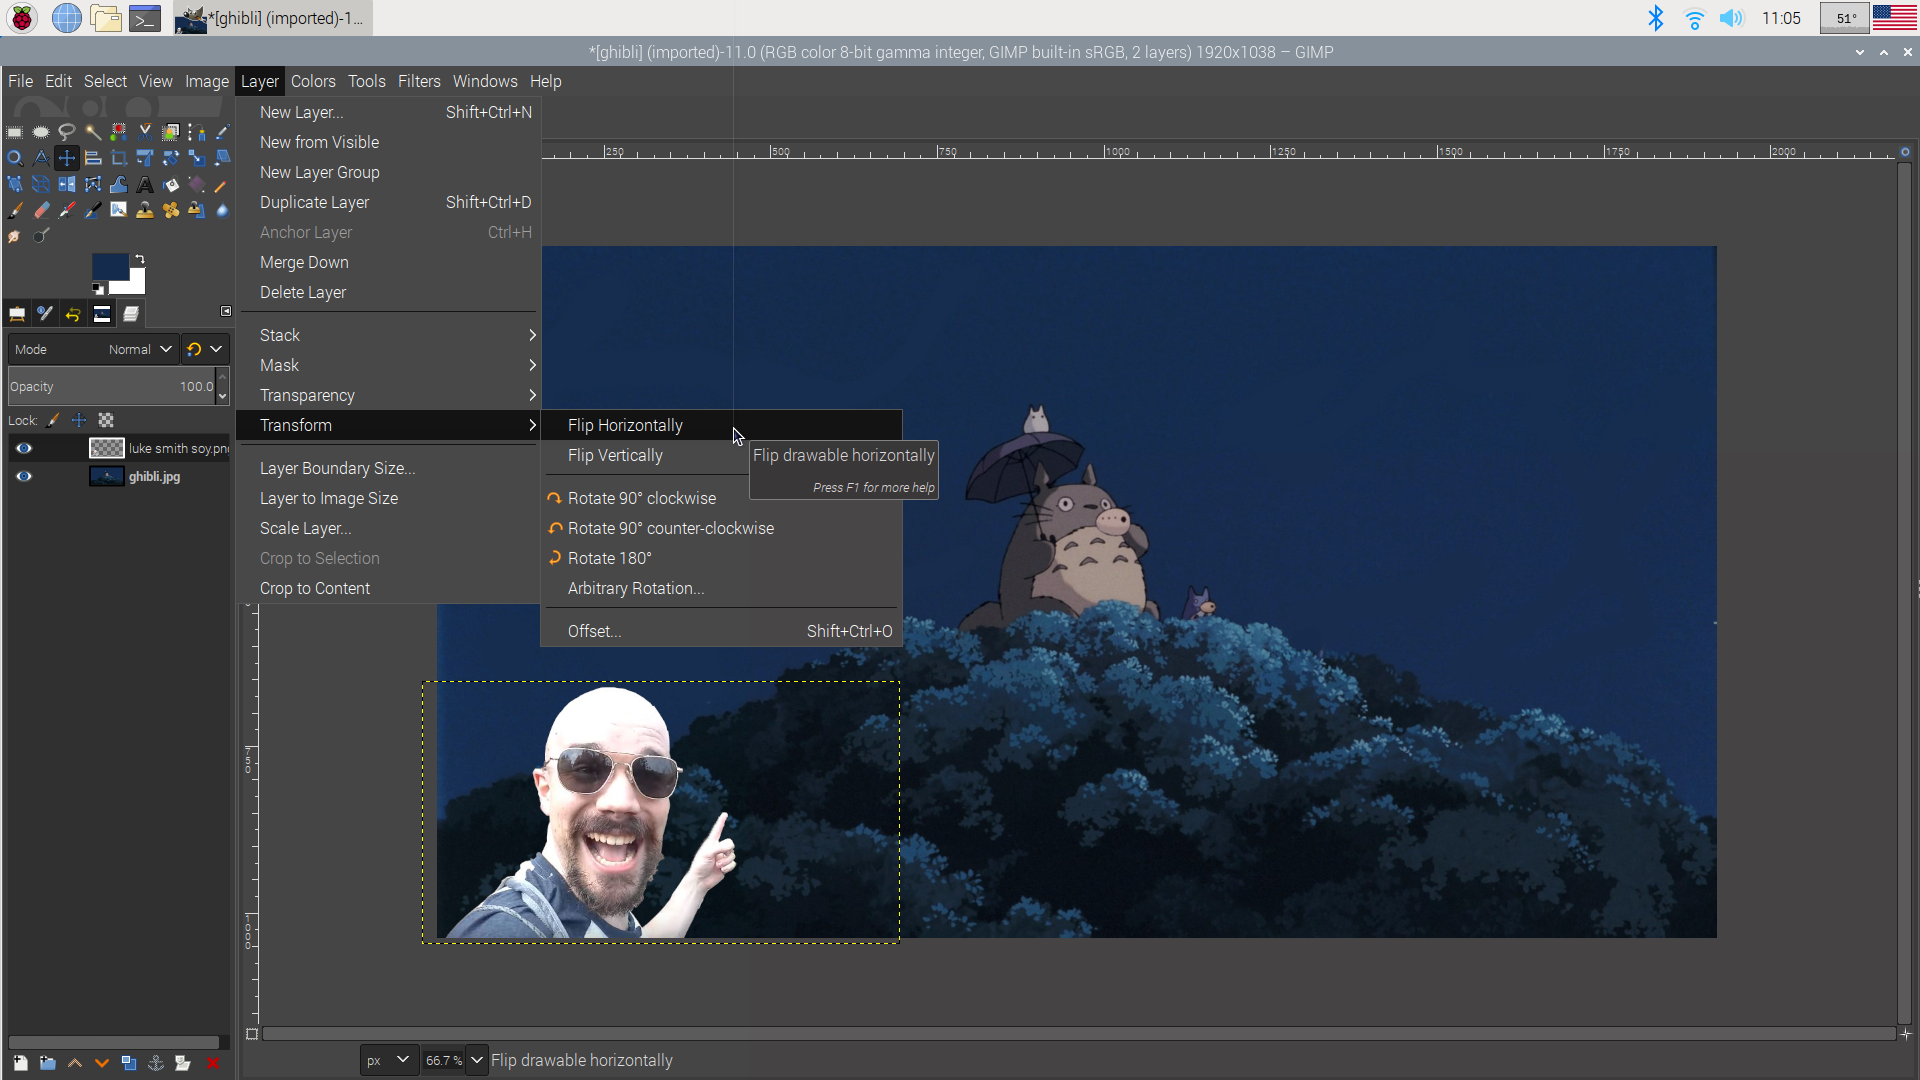 *[ghibli] (imported)-1...
11:05
51°
*[ghibli] (imported)-11.0 (RGB color 8-bit gamma integer, GIMP built-in sRGB, 2 layers) 1920x1038 – GIMP
File Edit Select View Image Layer Colors Tools Filters Windows Help
New Layer... Shift+Ctrl+N
New from Visible
New Layer Group
Duplicate Layer Shift+Ctrl+D
Anchor Layer Ctrl+H
Merge Down
Delete Layer
Stack
Mask
Transparency
Transform
Layer Boundary Size...
Layer to Image Size
Scale Layer...
Crop to Selection
Crop to Content
Flip Horizontally
Flip Vertically
Rotate 90° clockwise
Rotate 90° counter-clockwise
Rotate 180°
Arbitrary Rotation...
Offset... Shift+Ctrl+O
Flip drawable horizontally
Press F1 for more help
250 500 750 1000 1250 1500 1750 2000
750
1000
Mode Normal
Opacity 100.0
Lock:
luke smith soy.png
ghibli.jpg
px 66.7 % Flip drawable horizontally